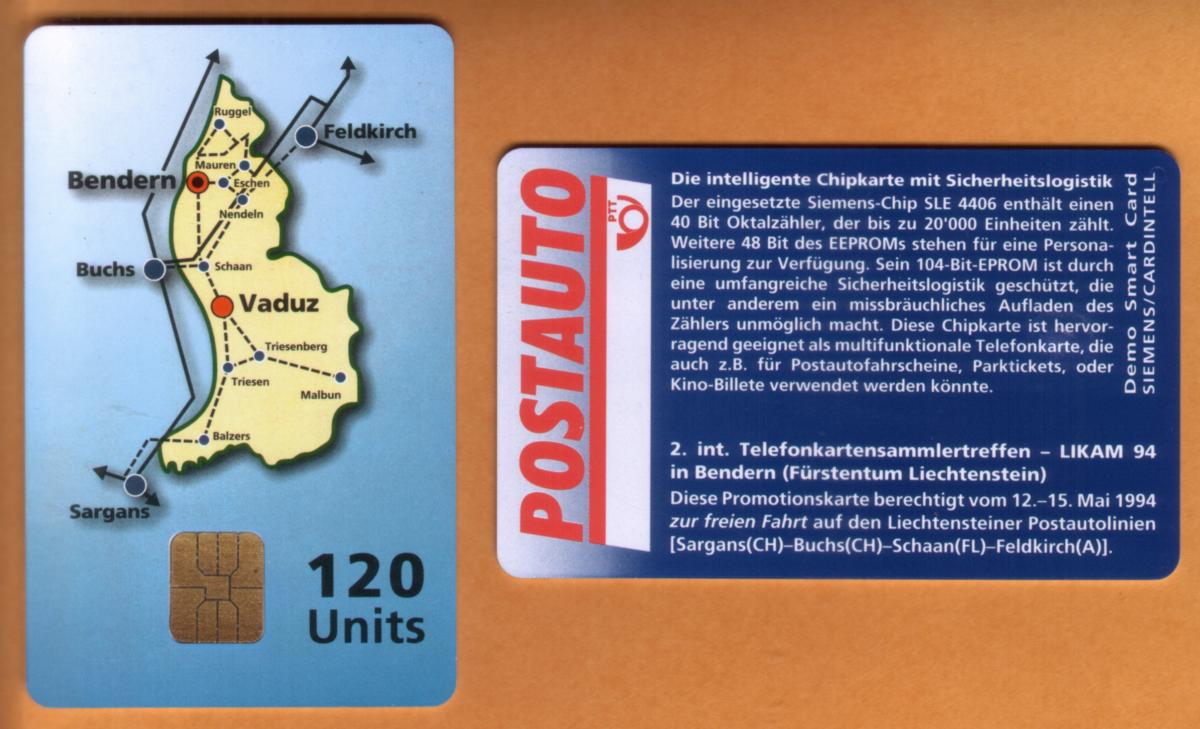 Ruggel
Feldkirch
Mauren
Bendern
Eschen
Nendeln
Buchs
Schaan
Vaduz
Triesenberg
Triesen
Malbun
Balzers
Sargans
120
Units
POSTAUTO
PTT
Die intelligente Chipkarte mit Sicherheitslogistik
Der eingesetzte Siemens-Chip SLE 4406 enthält einen
40 Bit Oktalzähler, der bis zu 20'000 Einheiten zählt.
Weitere 48 Bit des EEPROMs stehen für eine Persona-
lisierung zur Verfügung. Sein 104-Bit-EPROM ist durch
eine umfangreiche Sicherheitslogistik geschützt, die
unter anderem ein missbräuchliches Aufladen des
Zählers unmöglich macht. Diese Chipkarte ist hervor-
ragend geeignet als multifunktionale Telefonkarte, die
auch z.B. für Postautofahrscheine, Parktickets, oder
Kino-Billete verwendet werden könnte.
Demo Smart Card
SIEMENS/CARDINTELL
2. int. Telefonkartensammlertreffen – LIKAM 94
in Bendern (Fürstentum Liechtenstein)
Diese Promotionskarte berechtigt vom 12.–15. Mai 1994
zur freien Fahrt auf den Liechtensteiner Postautolinien
[Sargans(CH)–Buchs(CH)–Schaan(FL)–Feldkirch(A)].